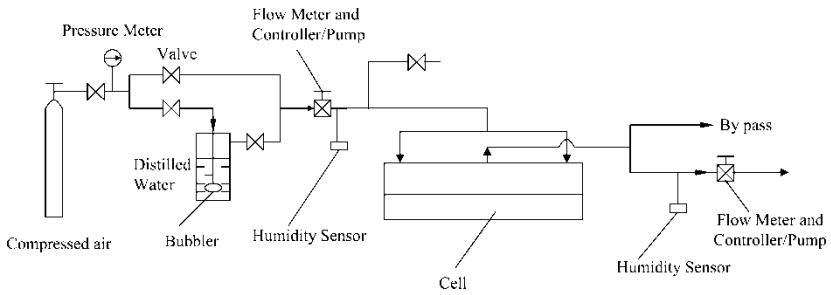 Flow Meter and
Controller/Pump
Pressure Meter
Valve
By pass
Distilled
Water
Compressed air
Bubbler
Humidity Sensor
Cell
Flow Meter and
Controller/Pump
Humidity Sensor